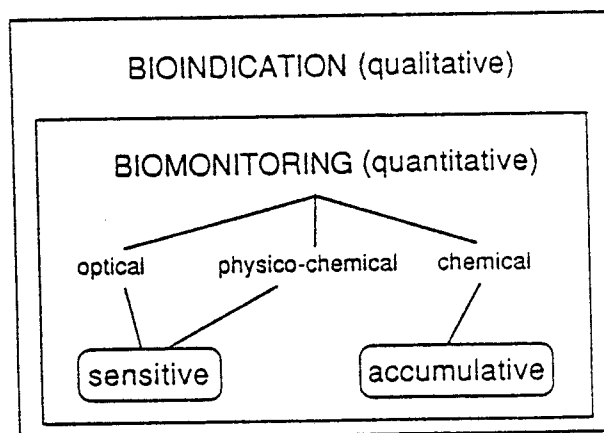 BIOINDICATION (qualitative)
BIOMONITORING (quantitative)
optical physico-chemical chemical
sensitive accumulative